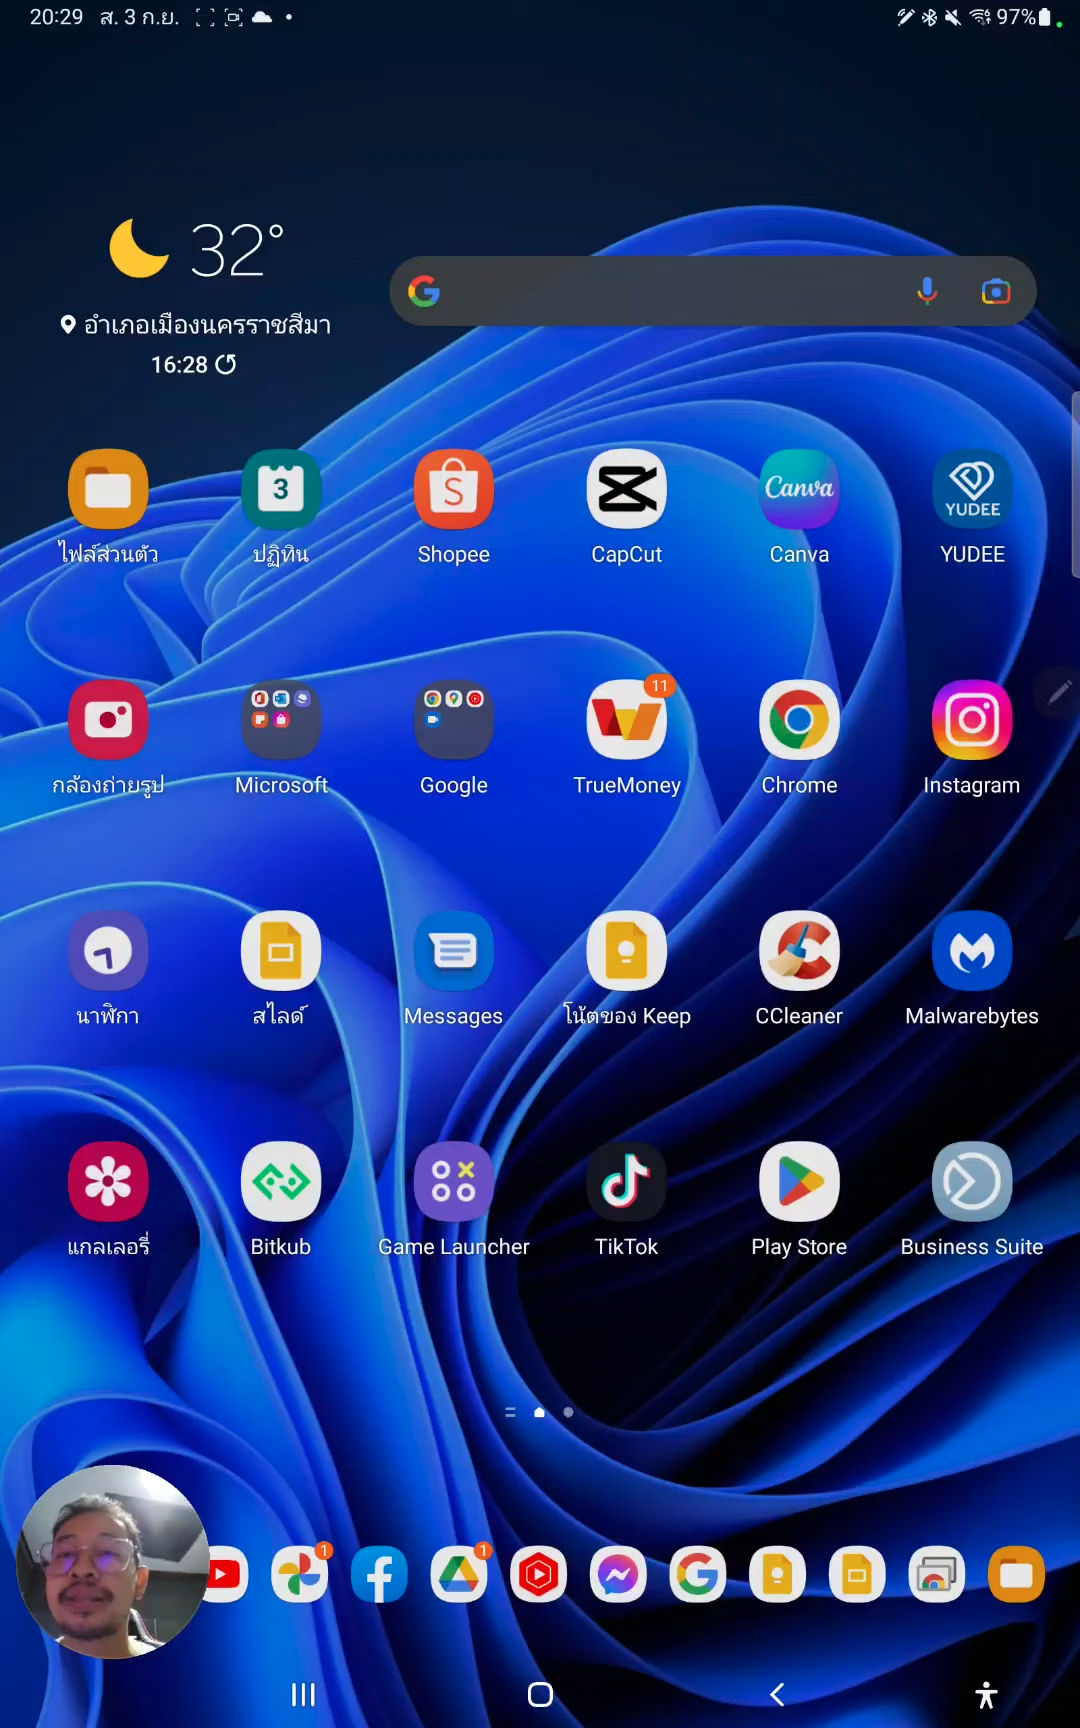 20:29 ส. 3 ก.ย. 97%
32°
อำเภอเมืองนครราชสีมา
16:28
3 S Canva YUDEE
ไฟล์ส่วนตัว ปฏิทิน Shopee CapCut Canva YUDEE
11
กล้องถ่ายรูป Microsoft Google TrueMoney Chrome Instagram
นาฬิกา สไลด์ Messages โน้ตของ Keep CCleaner Malwarebytes
แกลเลอรี่ Bitkub Game Launcher TikTok Play Store Business Suite
1 1